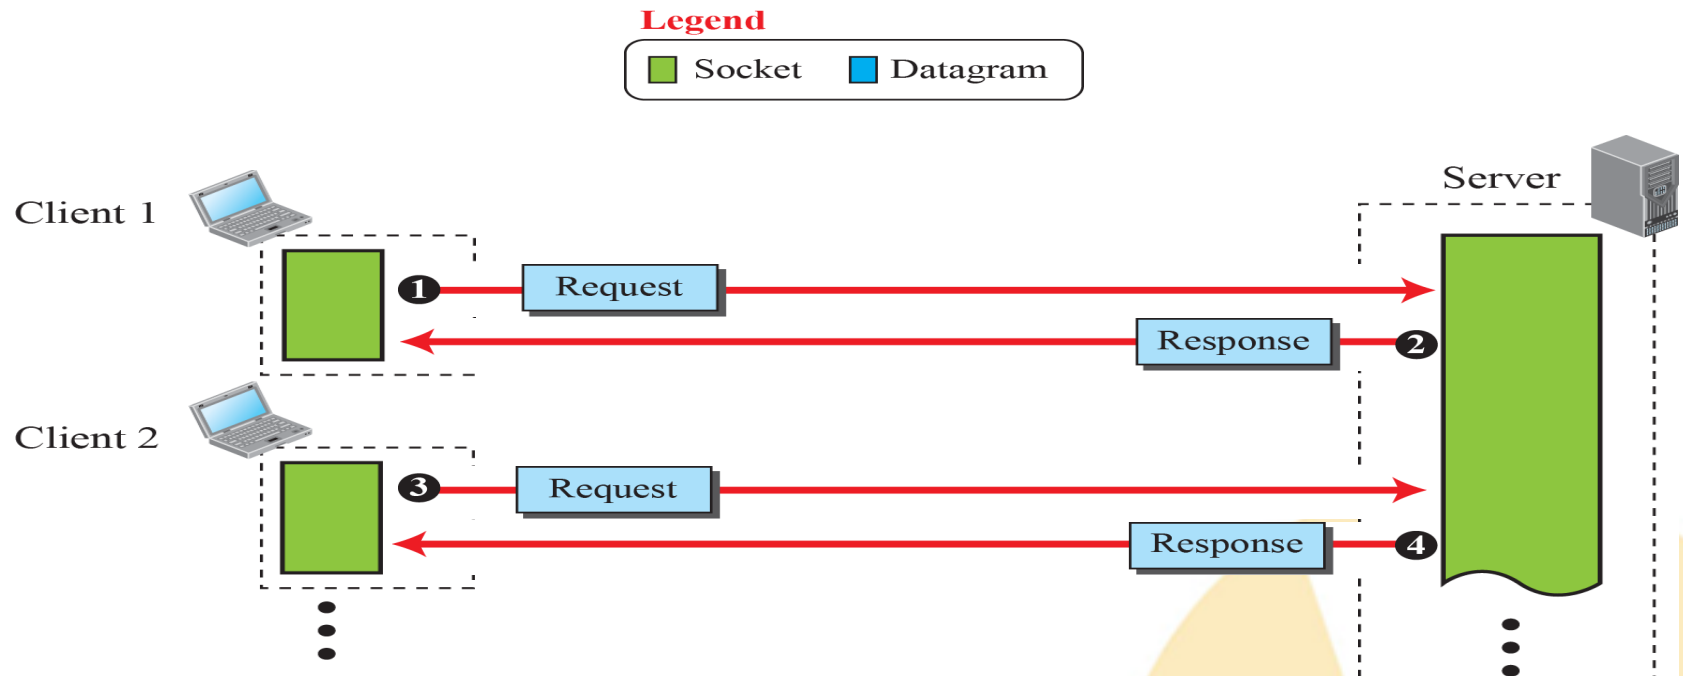 Legend
Socket Datagram
Server
Client 1
1 Request
Response 2
Client 2
3 Request
Response 4